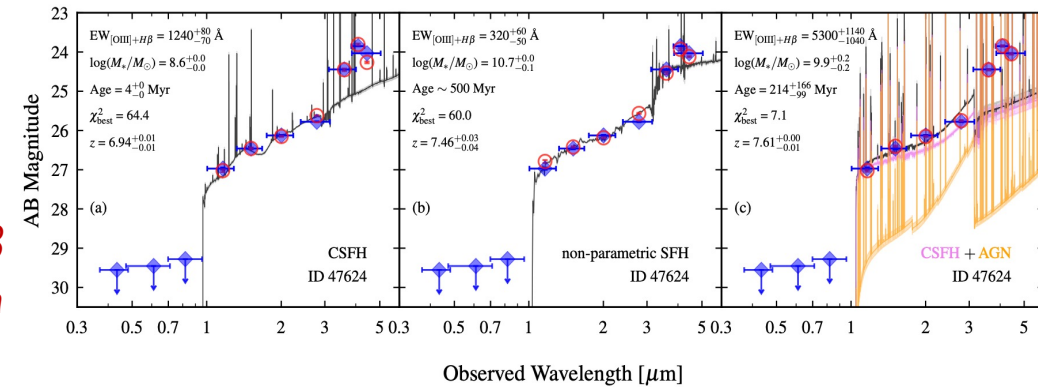 23
24
25
26
27
28
29
30
AB Magnitude
EW[OIII]+Hβ = 1240 +80 −70 Å
log(M*/M⊙) = 8.6 +0.0 −0.0
Age = 4 +0 −0 Myr
χ²best = 64.4
z = 6.94 +0.01 −0.01
(a)
CSFH
ID 47624
EW[OIII]+Hβ = 320 +60 −50 Å
log(M*/M⊙) = 10.7 +0.0 −0.1
Age ∼ 500 Myr
χ²best = 60.0
z = 7.46 +0.03 −0.04
(b)
non-parametric SFH
ID 47624
EW[OIII]+Hβ = 5300 +1140 −1040 Å
log(M*/M⊙) = 9.9 +0.2 −0.2
Age = 214 +166 −99 Myr
χ²best = 7.1
z = 7.61 +0.00 −0.01
(c)
CSFH + AGN
ID 47624
0.3 0.5 0.7 1 2 3 5 0.3 0.5 0.7 1 2 3 5 0.3 0.5 0.7 1 2 3 5
Observed Wavelength [μm]